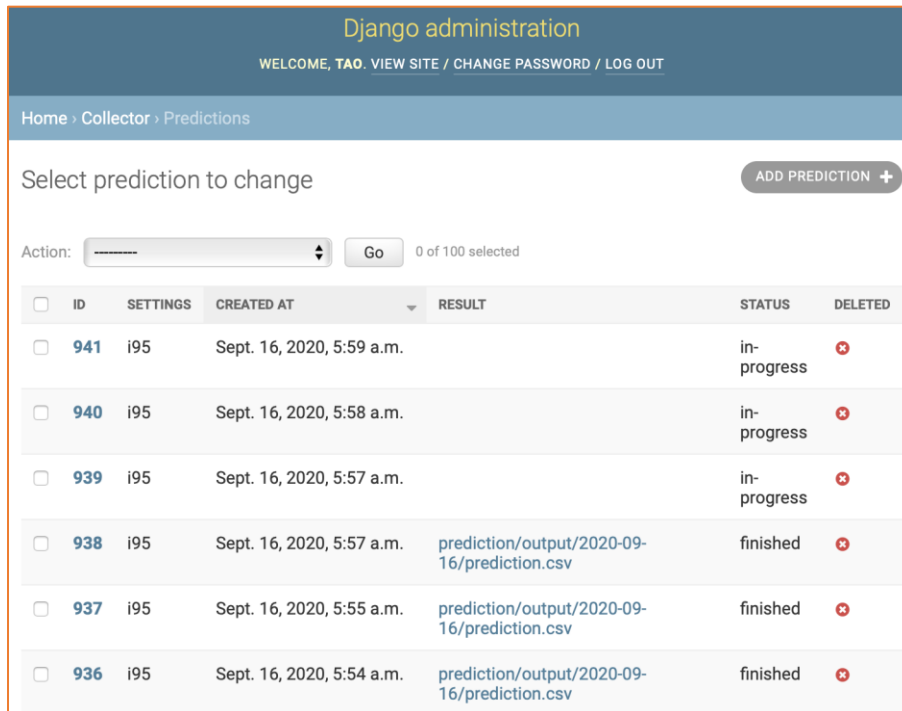 Django administration
WELCOME, TAO. VIEW SITE / CHANGE PASSWORD / LOG OUT
Home › Collector › Predictions
Select prediction to change
ADD PREDICTION +
Action: --------- Go 0 of 100 selected
ID SETTINGS CREATED AT RESULT STATUS DELETED
941 i95 Sept. 16, 2020, 5:59 a.m. in-
progress
940 i95 Sept. 16, 2020, 5:58 a.m. in-
progress
939 i95 Sept. 16, 2020, 5:57 a.m. in-
progress
938 i95 Sept. 16, 2020, 5:57 a.m. prediction/output/2020-09- finished
16/prediction.csv
937 i95 Sept. 16, 2020, 5:55 a.m. prediction/output/2020-09- finished
16/prediction.csv
936 i95 Sept. 16, 2020, 5:54 a.m. prediction/output/2020-09- finished
16/prediction.csv